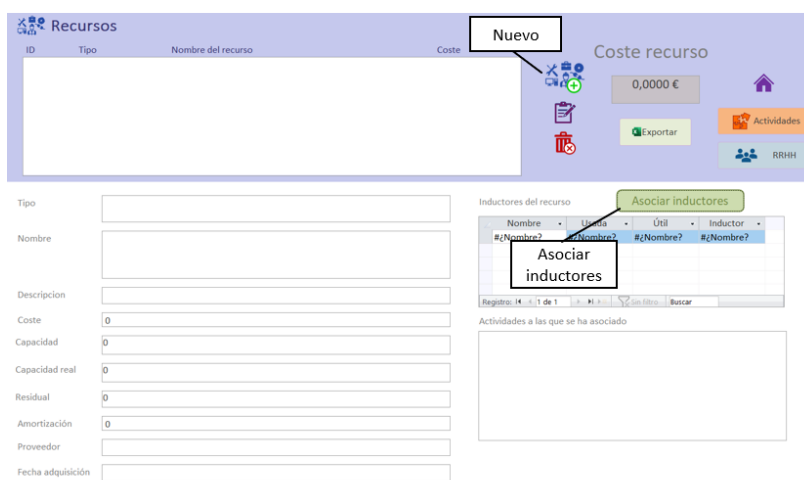 Recursos
ID Tipo Nombre del recurso Coste
Nuevo
Coste recurso
0,0000 €
Exportar
Actividades
RRHH
Tipo
Nombre
Descripcion
Coste 0
Capacidad 0
Capacidad real 0
Residual 0
Amortización 0
Proveedor
Fecha adquisición
Inductores del recurso
Asociar inductores
Nombre Usada Útil Inductor
#¿Nombre? #¿Nombre? #¿Nombre? #¿Nombre?
Asociar
inductores
Registro: 1 de 1 Sin filtro Buscar
Actividades a las que se ha asociado